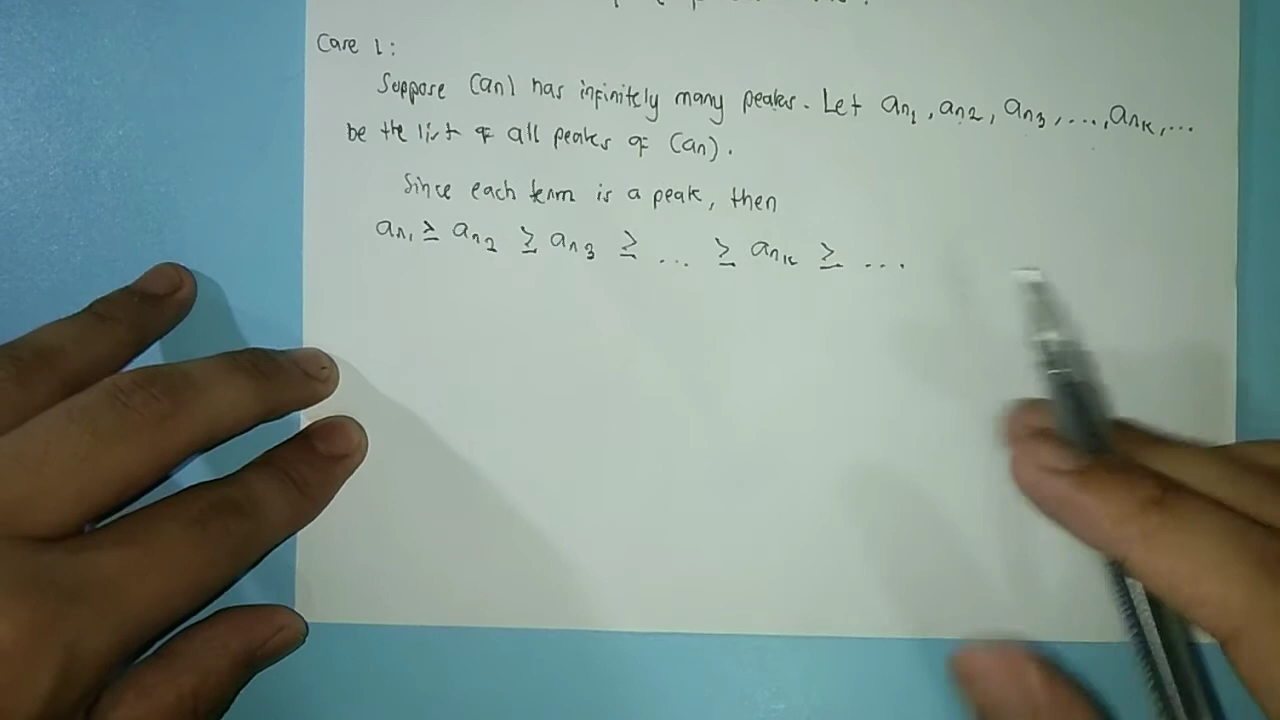 Case 1:
Suppose (an) has infinitely many peaks. Let an₁, an₂, an₃, ..., anₖ, ...
be the list of all peaks of (an).
Since each term is a peak, then
an₁ ≥ an₂ ≥ an₃ ≥ ... ≥ anₖ ≥ ...